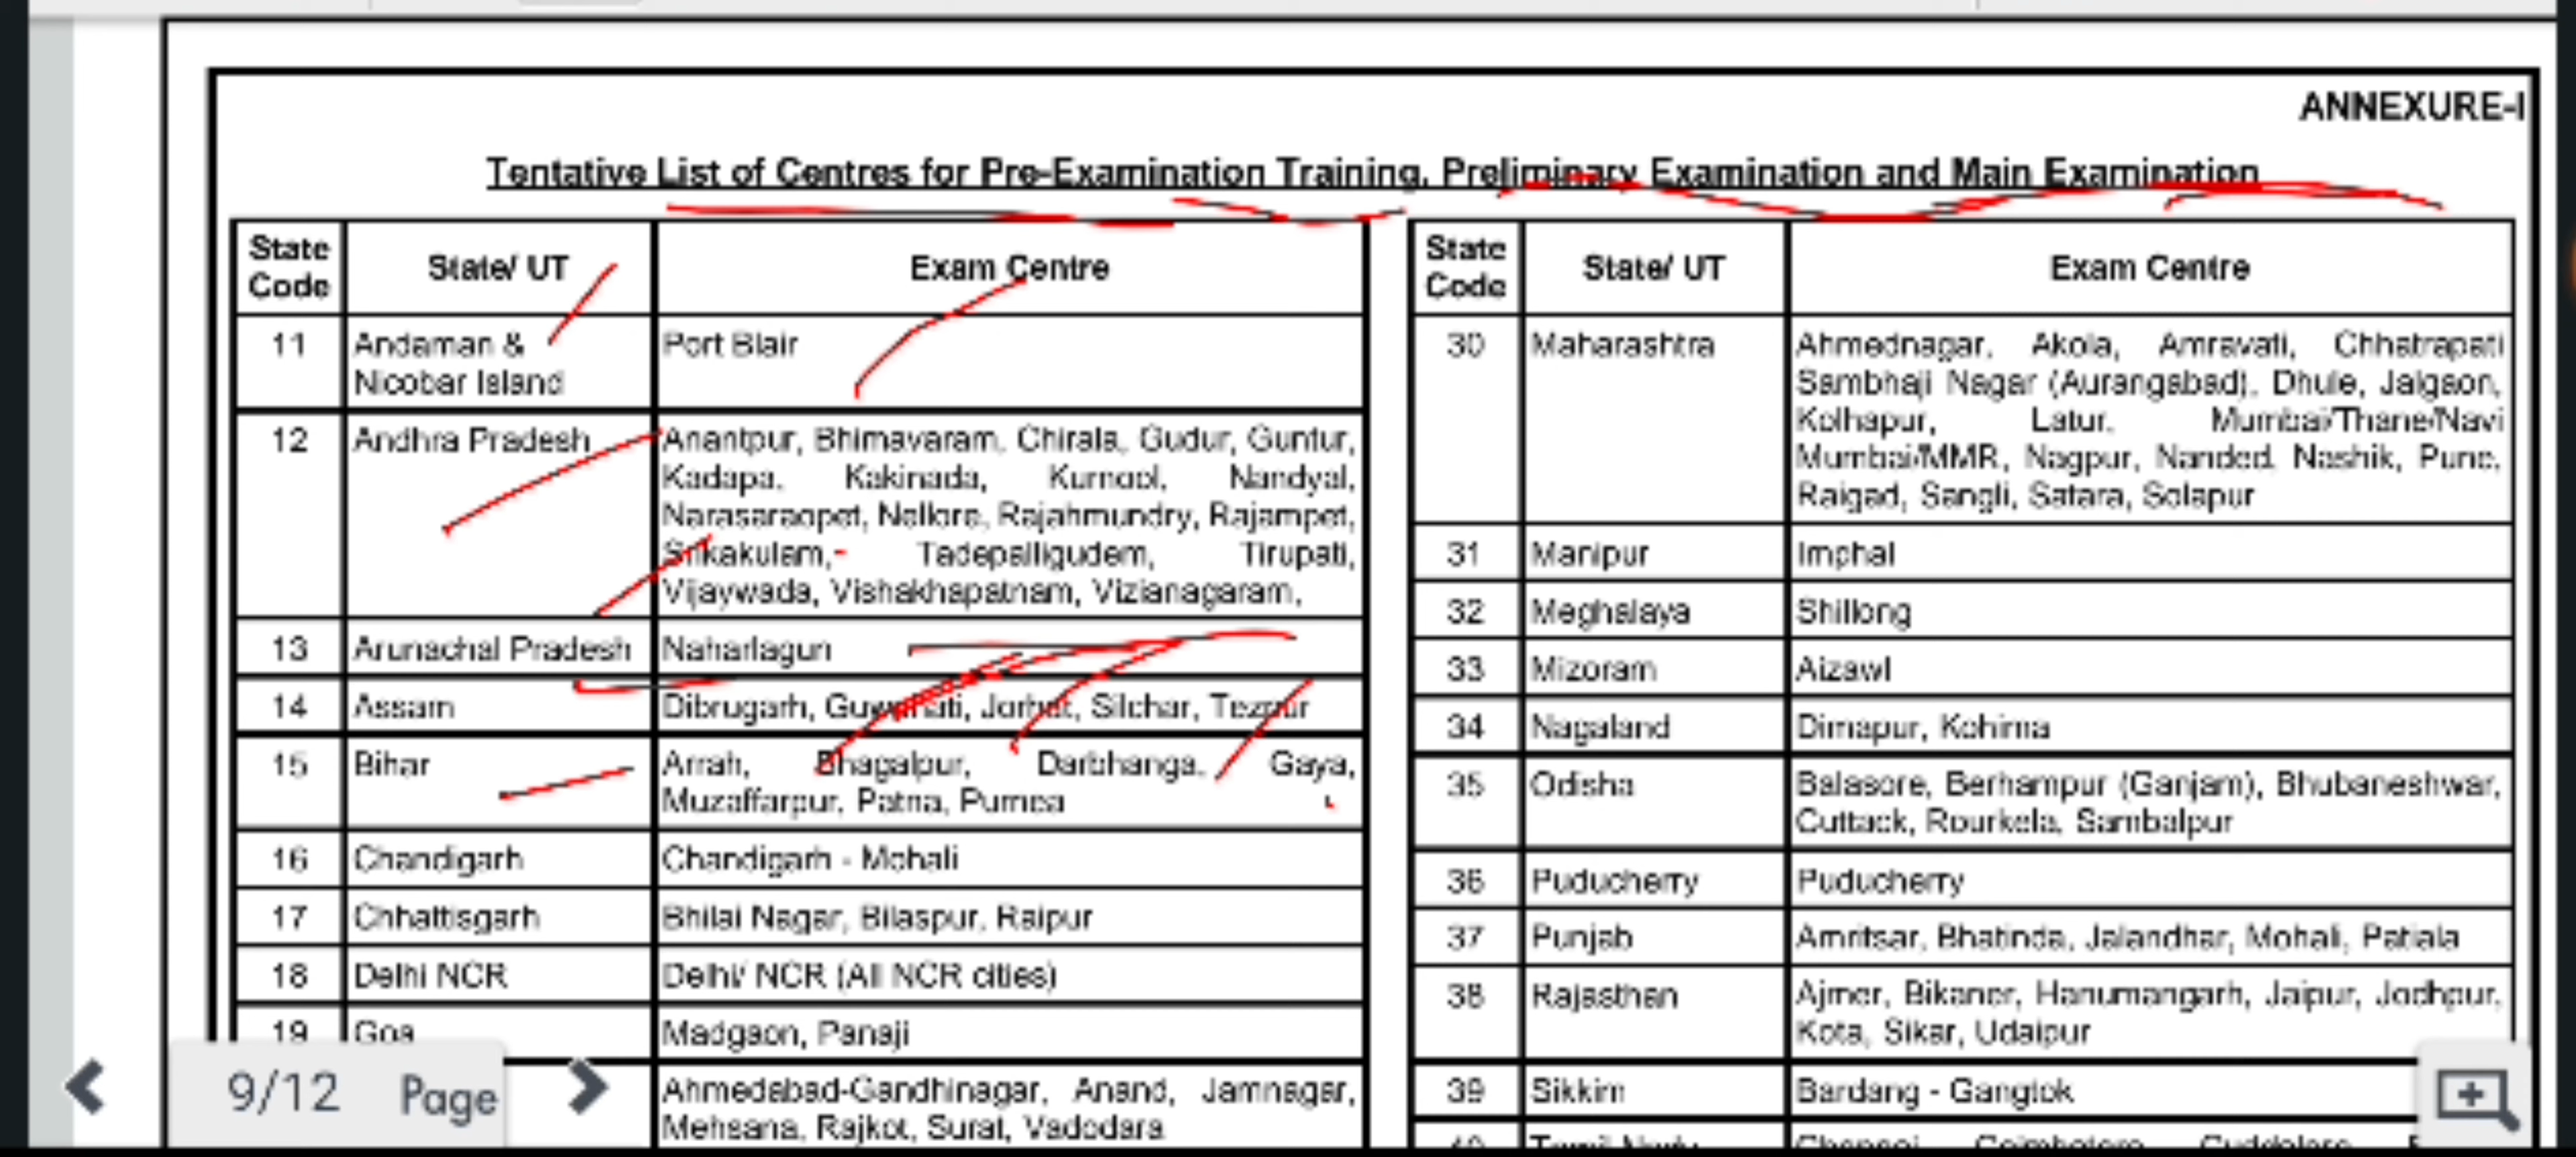 ANNEXURE-I
Tentative List of Centres for Pre-Examination Training, Preliminary Examination and Main Examination
State Code State/ UT Exam Centre
11 Andaman & Nicobar Island Port Blair
12 Andhra Pradesh Anantpur, Bhimavaram, Chirala, Gudur, Guntur,
Kadapa, Kakinada, Kurnool, Nandyal,
Narasaraopet, Nellore, Rajahmundry, Rajampet,
Srikakulam, Tadepalligudem, Tirupati,
Vijaywada, Vishakhapatnam, Vizianagaram,
13 Arunachal Pradesh Naharlagun
14 Assam Dibrugarh, Guwahati, Jorhat, Silchar, Tezpur
15 Bihar Arrah, Bhagalpur, Darbhanga, Gaya,
Muzaffarpur, Patna, Purnea
16 Chandigarh Chandigarh - Mohali
17 Chhattisgarh Bhilai Nagar, Bilaspur, Raipur
18 Delhi NCR Delhi/ NCR (All NCR cities)
19 Goa Madgaon, Panaji
Ahmedabad-Gandhinagar, Anand, Jamnagar,
Mehsana, Rajkot, Surat, Vadodara
State Code State/ UT Exam Centre
30 Maharashtra Ahmednagar, Akola, Amravati, Chhatrapati
Sambhaji Nagar (Aurangabad), Dhule, Jalgaon,
Kolhapur, Latur, Mumbai/Thane/Navi
Mumbai/MMR, Nagpur, Nanded, Nashik, Pune,
Raigad, Sangli, Satara, Solapur
31 Manipur Imphal
32 Meghalaya Shillong
33 Mizoram Aizawl
34 Nagaland Dimapur, Kohima
35 Odisha Balasore, Berhampur (Ganjam), Bhubaneshwar,
Cuttack, Rourkela, Sambalpur
36 Puducherry Puducherry
37 Punjab Amritsar, Bhatinda, Jalandhar, Mohali, Patiala
38 Rajasthan Ajmer, Bikaner, Hanumangarh, Jaipur, Jodhpur,
Kota, Sikar, Udaipur
39 Sikkim Bardang - Gangtok
40 Tamil Nadu Chennai, Coimbatore, Cuddalore,
9/12 Page